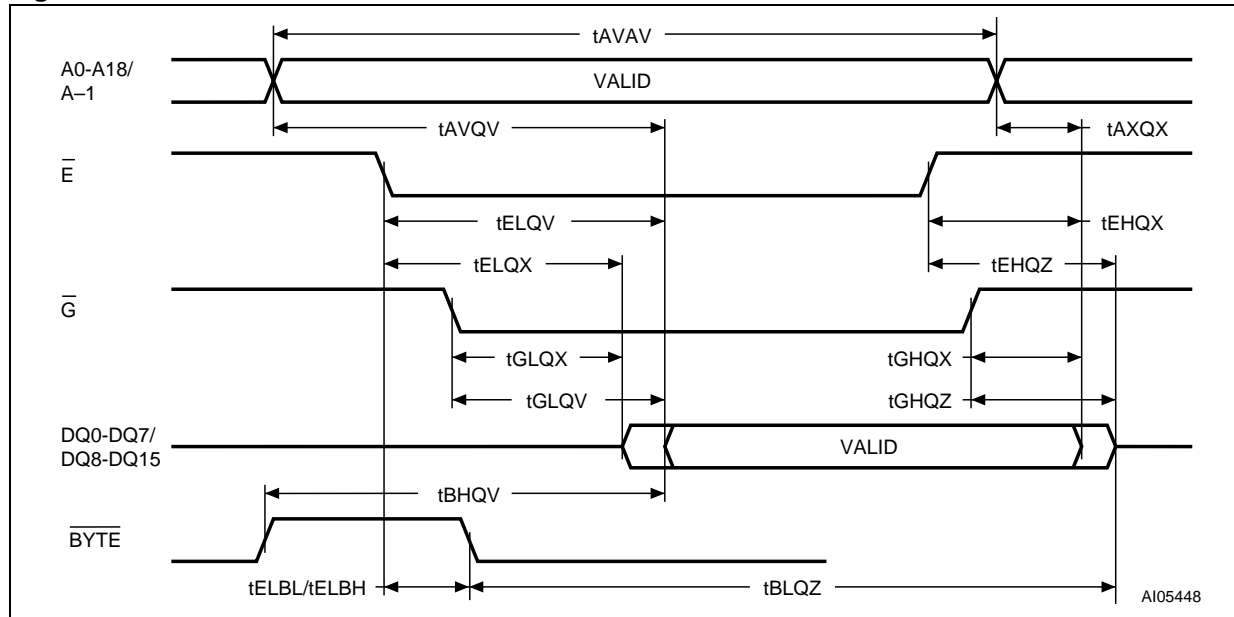 tAVAV
A0-A18/
A–1
VALID
tAVQV
tAXQX
E
tELQV
tEHQX
tELQX
tEHQZ
G
tGLQX
tGHQX
tGLQV
tGHQZ
DQ0-DQ7/
DQ8-DQ15
VALID
tBHQV
BYTE
tELBL/tELBH
tBLQZ
AI05448